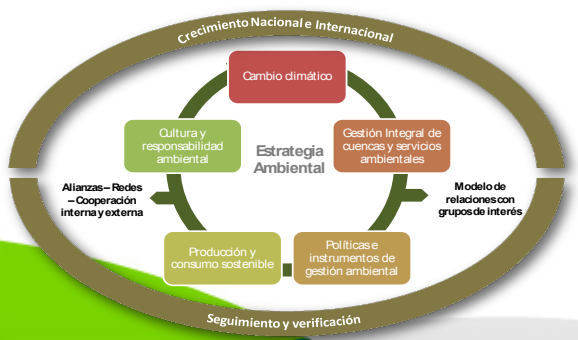 Crecimiento Nacional e Internacional
Cambio climático
Cultura y
responsabilidad
ambiental
Estrategia
Ambiental
Gestión Integral de
cuencas y servicios
ambientales
Alianzas – Redes
– Cooperación
interna y externa
Modelo de
relaciones con
grupos de interés
Producción y
consumo sostenible
Políticas e
instrumentos de
gestión ambiental
Seguimiento y verificación